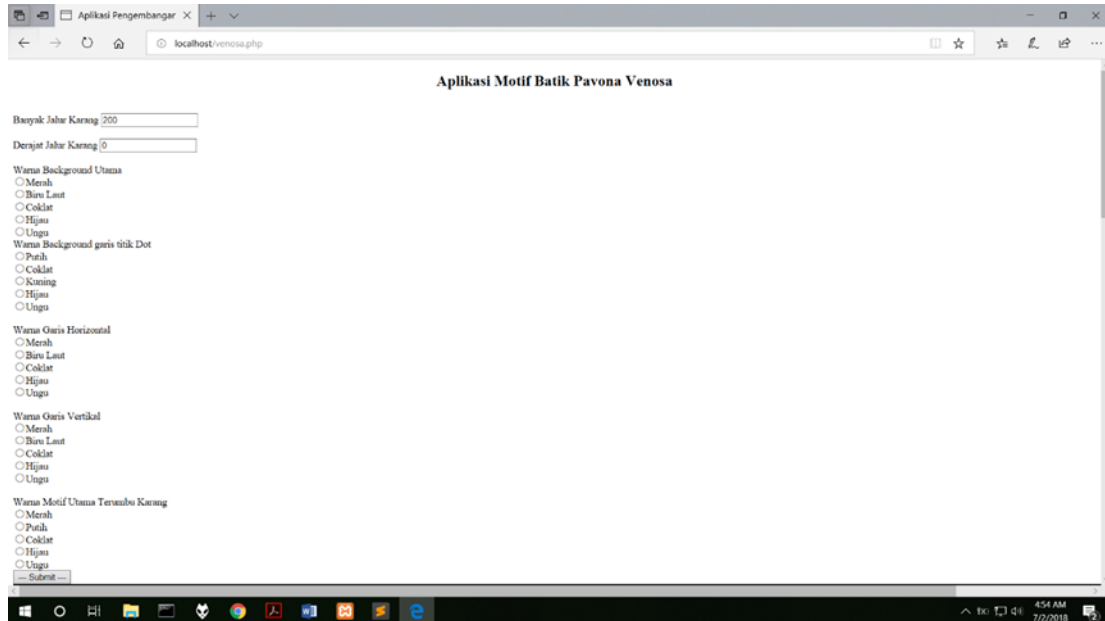 Aplikasi Pengembangar
localhost/venosa.php
Aplikasi Motif Batik Pavona Venosa
Banyak Jalur Karang 200
Derajat Jalur Karang 0
Warna Background Utama
Merah
Biru Laut
Coklat
Hijau
Ungu
Warna Background garis titik Dot
Putih
Coklat
Kuning
Hijau
Ungu
Warna Garis Horizontal
Merah
Biru Laut
Coklat
Hijau
Ungu
Warna Garis Vertikal
Merah
Biru Laut
Coklat
Hijau
Ungu
Warna Motif Utama Terumbu Karang
Merah
Putih
Coklat
Hijau
Ungu
--- Submit ---
4:54 AM
7/2/2018